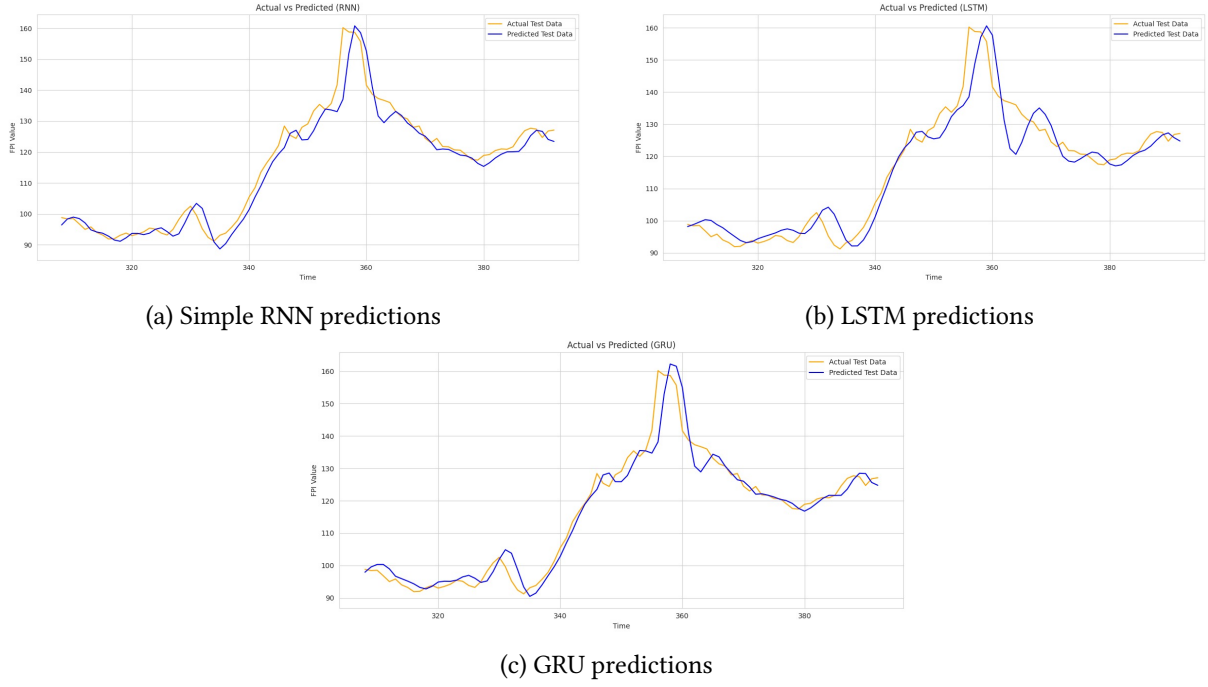 Actual vs Predicted (RNN)
Actual Test Data
Predicted Test Data
FPI Value
160
150
140
130
120
110
100
90
320
340
360
380
Time
(a) Simple RNN predictions
Actual vs Predicted (LSTM)
Actual Test Data
Predicted Test Data
FPI Value
160
150
140
130
120
110
100
90
320
340
360
380
Time
(b) LSTM predictions
Actual vs Predicted (GRU)
Actual Test Data
Predicted Test Data
FPI Value
160
150
140
130
120
110
100
90
320
340
360
380
Time
(c) GRU predictions